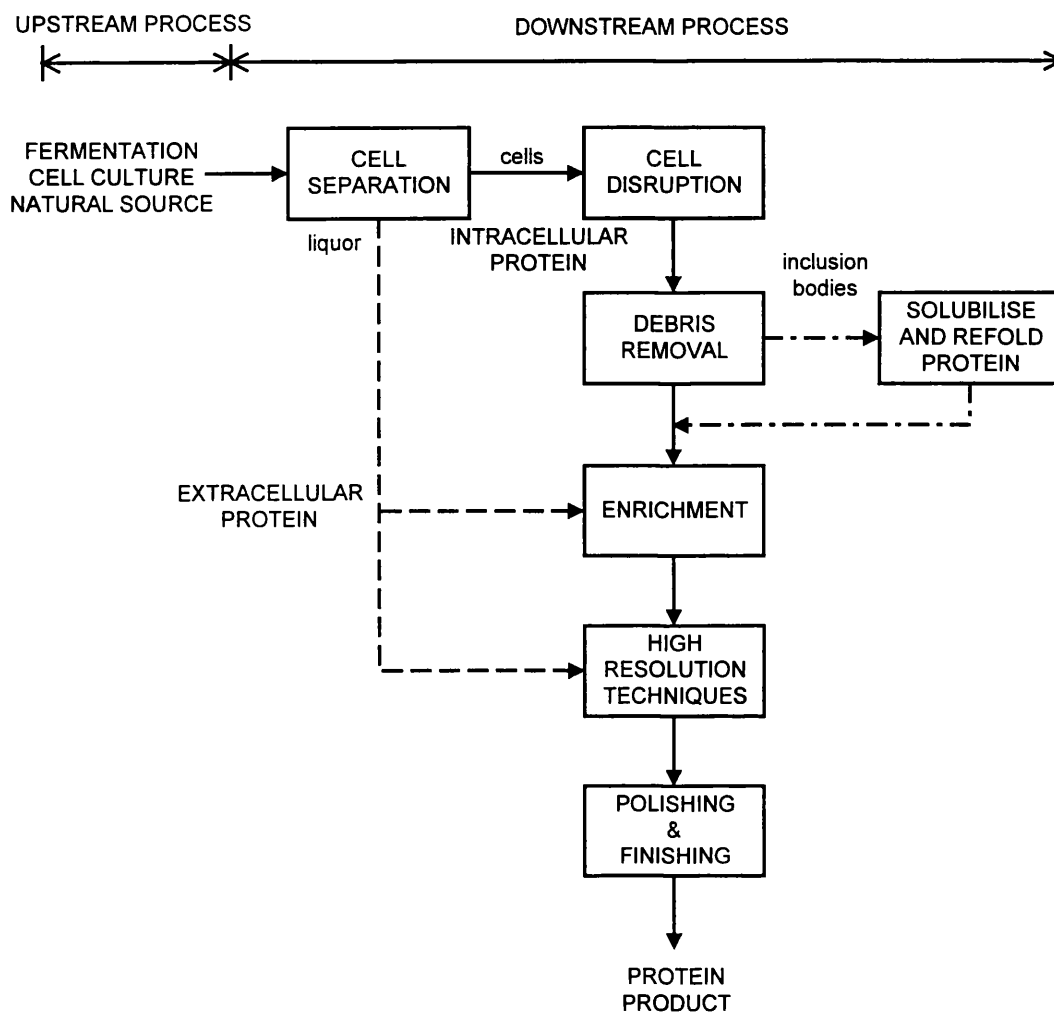 UPSTREAM PROCESS
DOWNSTREAM PROCESS
FERMENTATION
CELL CULTURE
NATURAL SOURCE
CELL
SEPARATION
cells
CELL
DISRUPTION
liquor
INTRACELLULAR
PROTEIN
inclusion
bodies
DEBRIS
REMOVAL
SOLUBILISE
AND REFOLD
PROTEIN
EXTRACELLULAR
PROTEIN
ENRICHMENT
HIGH
RESOLUTION
TECHNIQUES
POLISHING
&
FINISHING
PROTEIN
PRODUCT